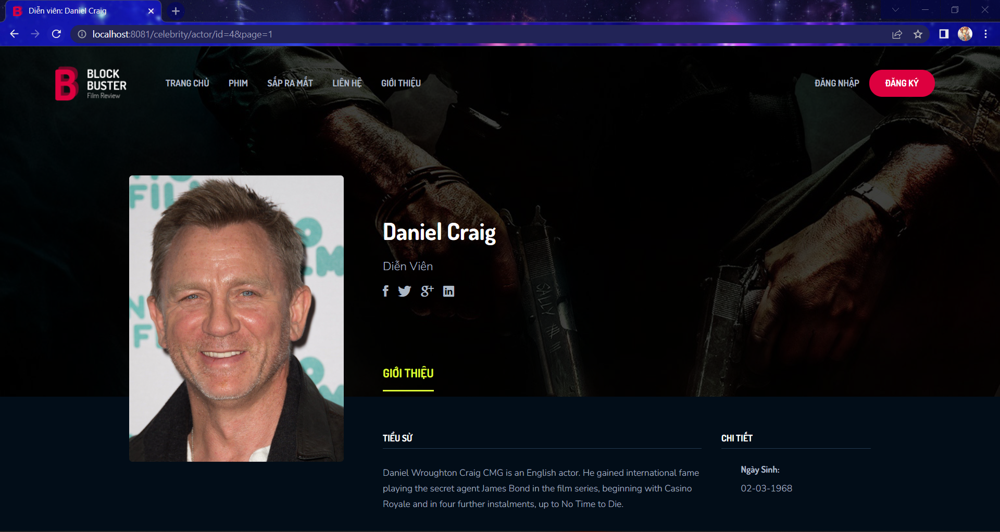 Diễn viên: Daniel Craig
localhost:8081/celebrity/actor/id=4&page=1
B
BLOCK
BUSTER
Film Review
TRANG CHỦ
PHIM
SẮP RA MẮT
LIÊN HỆ
GIỚI THIỆU
ĐĂNG NHẬP
ĐĂNG KÝ
FIL
O
LM
N
F
O
Daniel Craig
Diễn Viên
SALLY
GIỚI THIỆU
TIỂU SỬ
Daniel Wroughton Craig CMG is an English actor. He gained international fame
playing the secret agent James Bond in the film series, beginning with Casino
Royale and in four further instalments, up to No Time to Die.
CHI TIẾT
Ngày Sinh:
02-03-1968